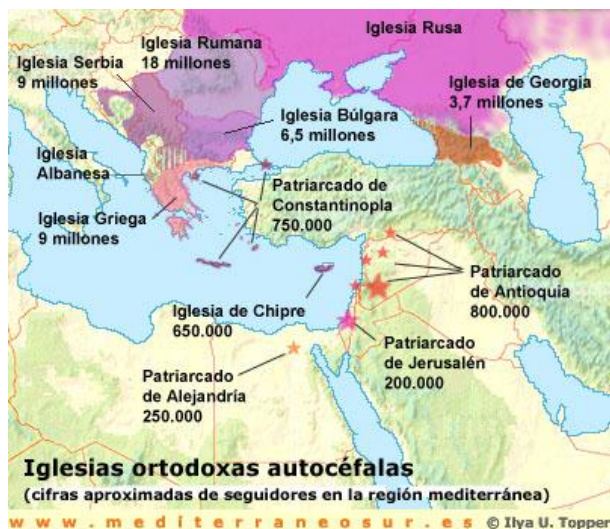 Iglesia Rusa
Iglesia Rumana
18 millones
Iglesia Serbia
9 millones
Iglesia de Georgia
3,7 millones
Iglesia Búlgara
6,5 millones
Iglesia
Albanesa
Patriarcado de
Constantinopla
750.000
Iglesia Griega
9 millones
Patriarcado
de Antioquia
800.000
Iglesia de Chipre
650.000
Patriarcado
de Jerusalén
200.000
Patriarcado
de Alejandría
250.000
Iglesias ortodoxas autocéfalas
(cifras aproximadas de seguidores en la región mediterránea)
www.mediterraneosur.es © Ilya U. Topper